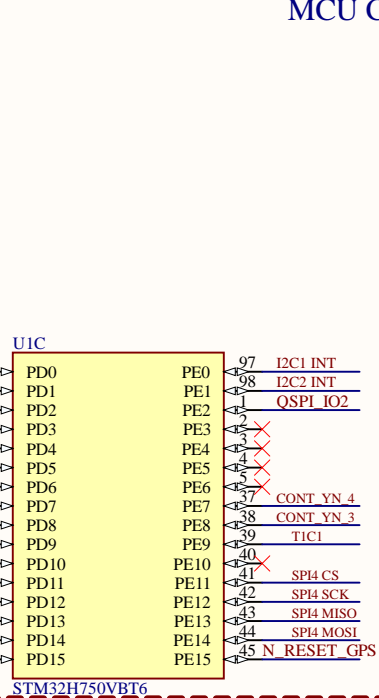 MCU C
U1C
PD0 PE0 97 I2C1 INT
PD1 PE1 98 I2C2 INT
PD2 PE2 1 QSPI_IO2
PD3 PE3 2
PD4 PE4 3
PD5 PE5 4
PD6 PE6 5
PD7 PE7 37 CONT_YN_4
PD8 PE8 38 CONT_YN_3
PD9 PE9 39 T1C1
PD10 PE10 40
PD11 PE11 41 SPI4 CS
PD12 PE12 42 SPI4 SCK
PD13 PE13 43 SPI4 MISO
PD14 PE14 44 SPI4 MOSI
PD15 PE15 45 N_RESET_GPS
STM32H750VBT6